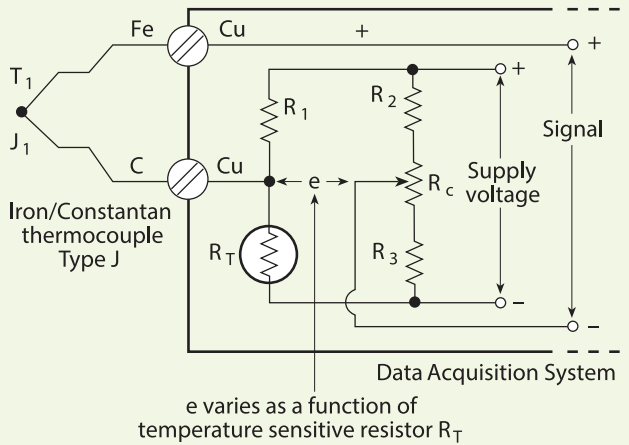 Fe
Cu
+
+
T1
J1
R1
R2
+
Signal
C
Cu
e
Rc
Supply
voltage
Iron/Constantan
thermocouple
Type J
RT
R3
−
−
Data Acquisition System
e varies as a function of
temperature sensitive resistor RT